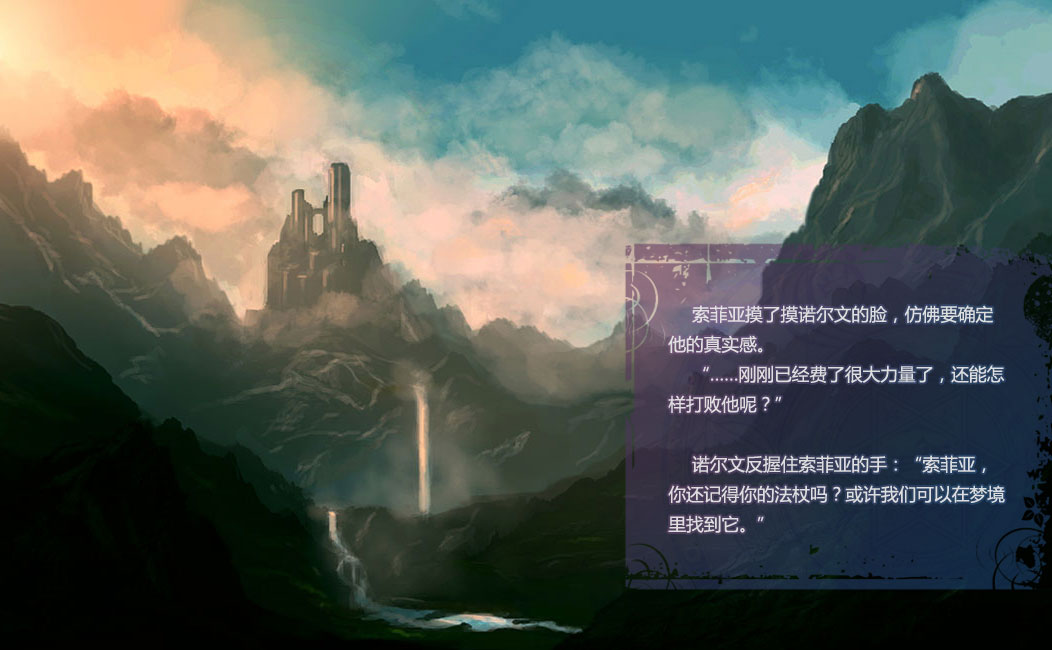 索菲亚摸了摸诺尔文的脸，仿佛要确定
他的真实感。
“......刚刚已经费了很大力量了，还能怎
样打败他呢？”
诺尔文反握住索菲亚的手：“索菲亚，
你还记得你的法杖吗？或许我们可以在梦境
里找到它。”